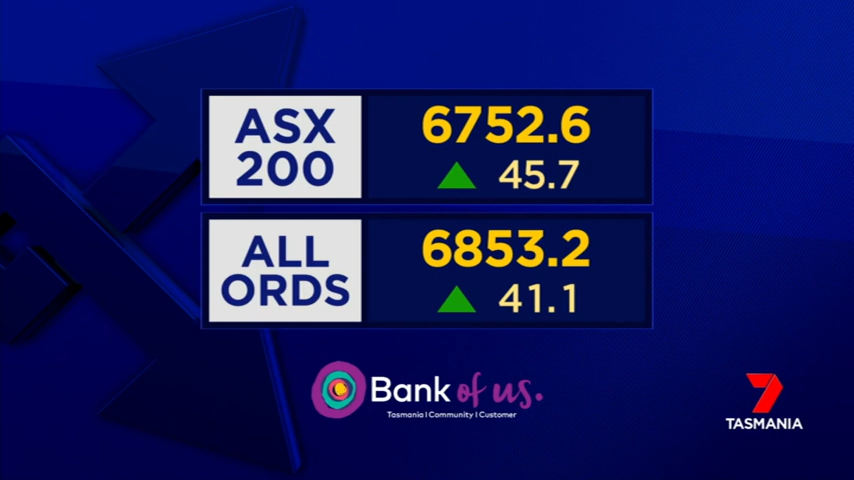 ASX
200
6752.6
45.7
ALL
ORDS
6853.2
41.1
Bank of us.
Tasmania | Community | Customer
7
TASMANIA